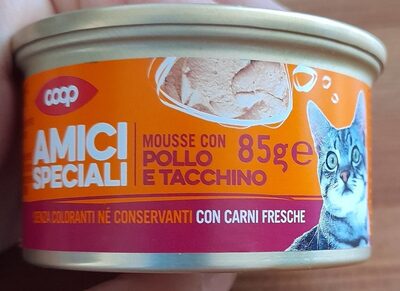 coop
AMICI
SPECIALI
MOUSSE CON
POLLO
E TACCHINO
85g e
SENZA COLORANTI NÉ CONSERVANTI CON CARNI FRESCHE